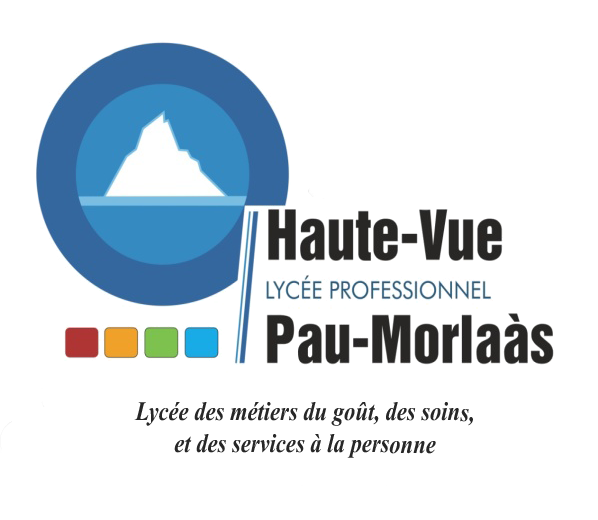 Haute-Vue
LYCÉE PROFESSIONNEL
Pau-Morlaàs
Lycée des métiers du goût, des soins,
et des services à la personne